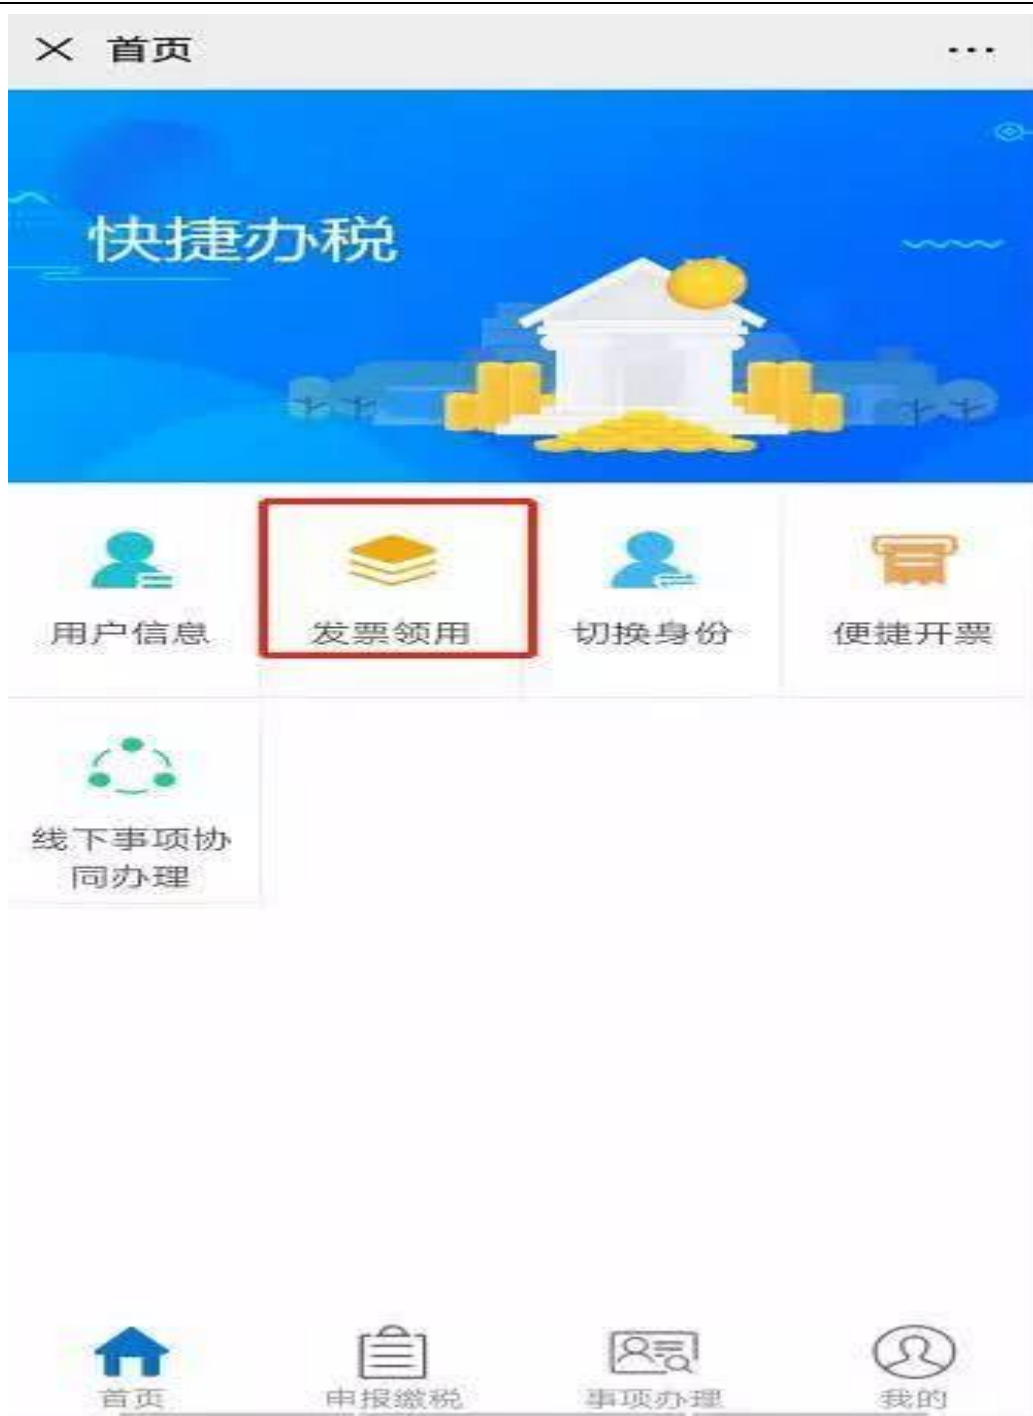 首页
快捷办税
用户信息
发票领用
切换身份
便捷开票
线下事项协
同办理
首页
申报缴税
事项办理
我的